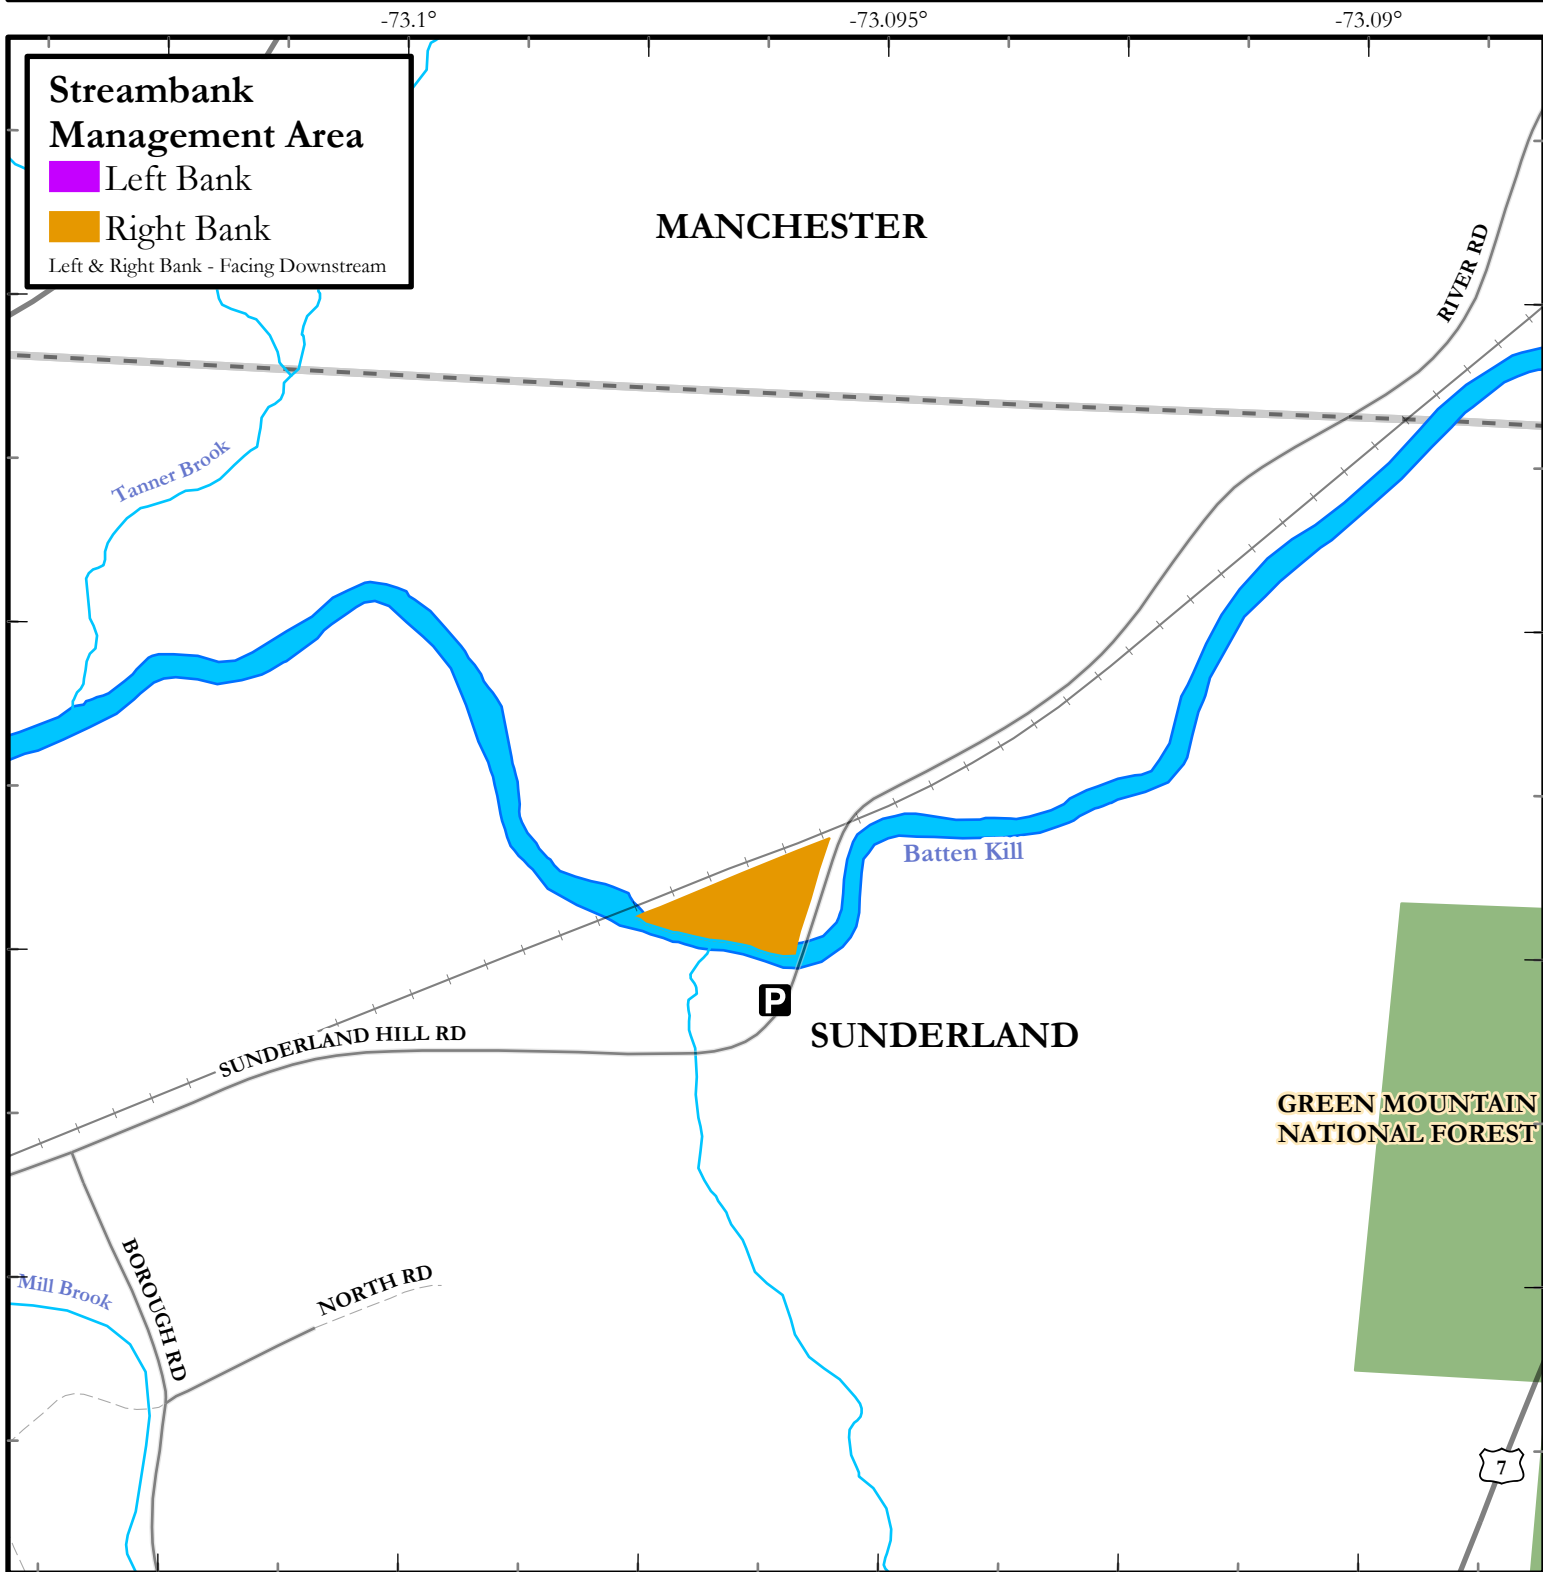 -73.1°
-73.095°
-73.09°
Streambank
Management Area
Left Bank
Right Bank
Left & Right Bank - Facing Downstream
MANCHESTER
RIVER RD
Tanner Brook
Batten Kill
P
SUNDERLAND
SUNDERLAND HILL RD
GREEN MOUNTAIN
NATIONAL FOREST
BOROUGH RD
NORTH RD
Mill Brook
7